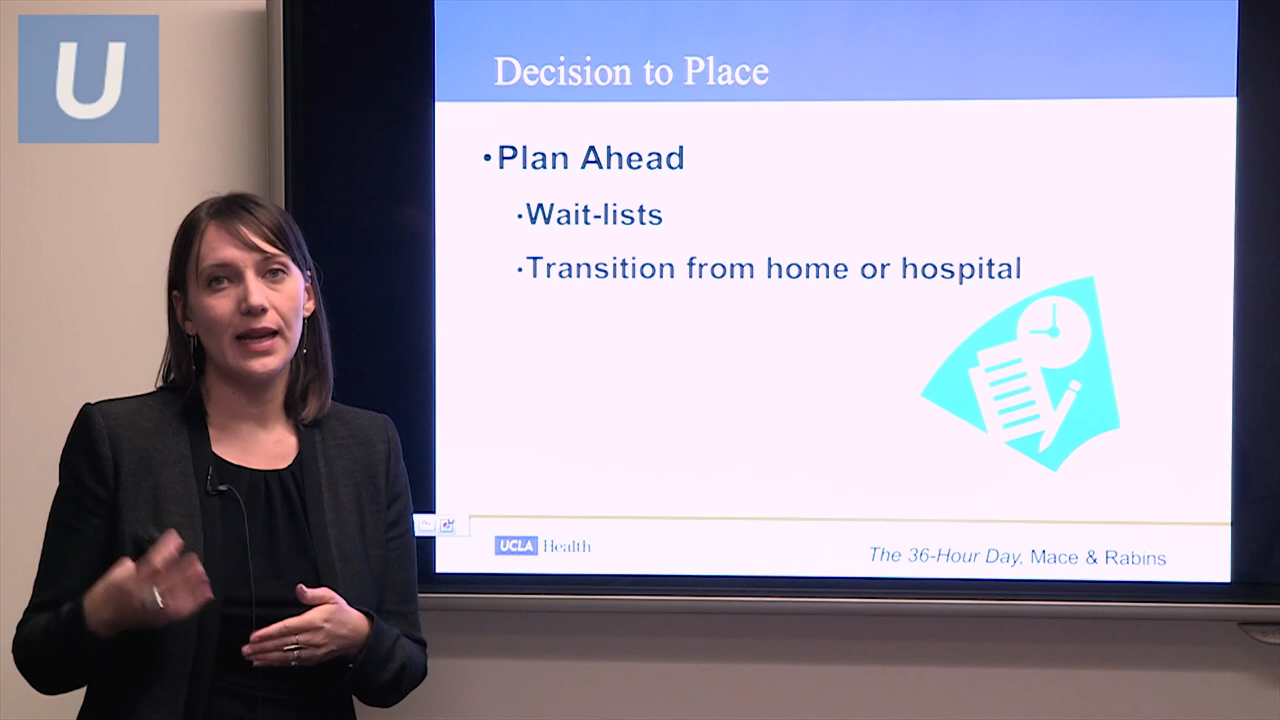 U
Decision to Place
•Plan Ahead
•Wait-lists
•Transition from home or hospital
UCLA Health
The 36-Hour Day, Mace & Rabins